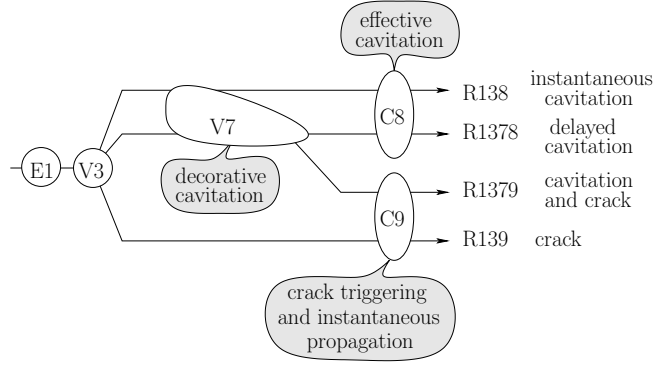 effective
cavitation
E1
V3
V7
C8
decorative
cavitation
C9
R138
instantaneous
cavitation
R1378
delayed
cavitation
R1379
cavitation
and crack
R139
crack
crack triggering
and instantaneous
propagation